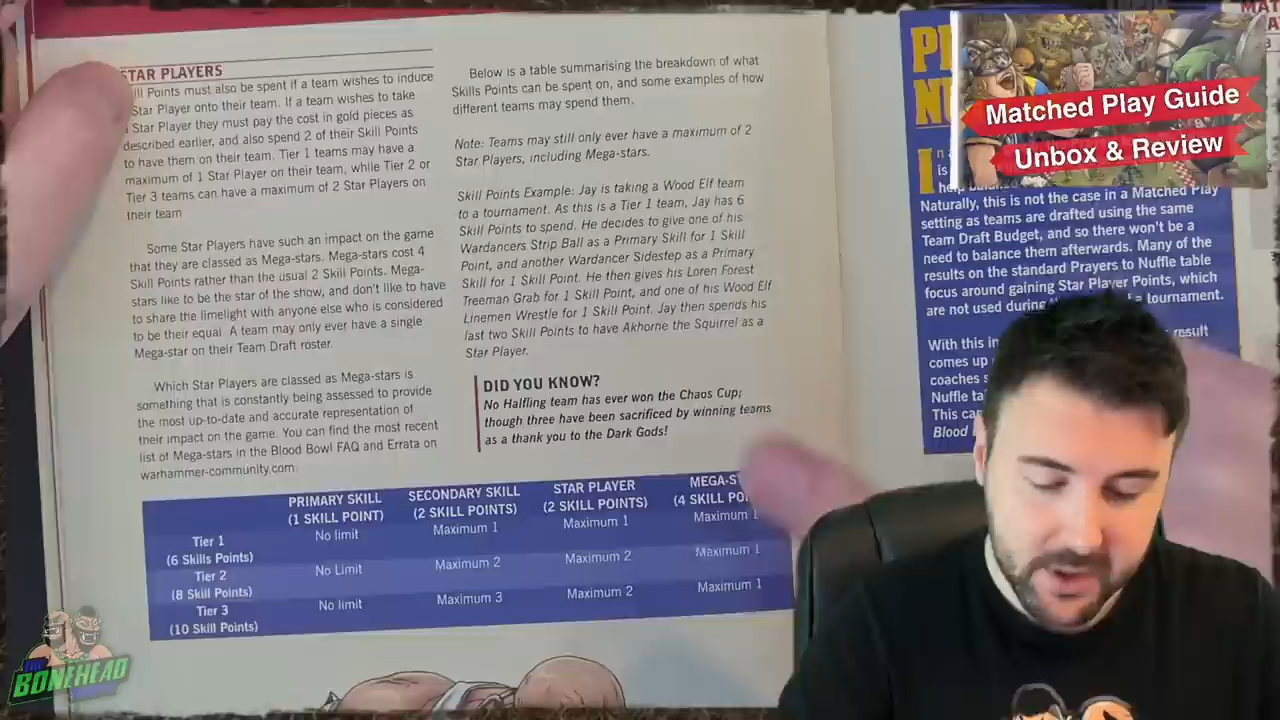 STAR PLAYERS
ill Points must also be spent if a team wishes to induce
Star Player onto their team. If a team wishes to take
Star Player they must pay the cost in gold pieces as
described earlier, and also spend 2 of their Skill Points
to have them on their team. Tier 1 teams may have a
maximum of 1 Star Player on their team, while Tier 2 or
Tier 3 teams can have a maximum of 2 Star Players on
their team
Some Star Players have such an impact on the game
that they are classed as Mega-stars. Mega-stars cost 4
Skill Points rather than the usual 2 Skill Points. Mega-
stars like to be the star of the show, and don't like to have
to share the limelight with anyone else who is considered
to be their equal. A team may only ever have a single
Mega-star on their Team Draft roster.
Which Star Players are classed as Mega-stars is
something that is constantly being assessed to provide
the most up-to-date and accurate representation of
their impact on the game. You can find the most recent
list of Mega-stars in the Blood Bowl FAQ and Errata on
warhammer-community.com
Below is a table summarising the breakdown of what
Skills Points can be spent on, and some examples of how
different teams may spend them.
Note: Teams may still only ever have a maximum of 2
Star Players, including Mega-stars.
Skill Points Example: Jay is taking a Wood Elf team
to a tournament. As this is a Tier 1 team, Jay has 6
Skill Points to spend. He decides to give one of his
Wardancers Strip Ball as a Primary Skill for 1 Skill
Point, and another Wardancer Sidestep as a Primary
Skill for 1 Skill Point. He then gives his Loren Forest
Treeman Grab for 1 Skill Point, and one of his Wood Elf
Linemen Wrestle for 1 Skill Point. Jay then spends his
last two Skill Points to have Akhorne the Squirrel as a
Star Player.
DID YOU KNOW?
No Halfling team has ever won the Chaos Cup;
though three have been sacrificed by winning teams
as a thank you to the Dark Gods!
PRIMARY SKILL SECONDARY SKILL STAR PLAYER MEGA-S
(1 SKILL POINT) (2 SKILL POINTS) (2 SKILL POINTS) (4 SKILL PO
Tier 1 No limit Maximum 1 Maximum 1 Maximum 1
(6 Skills Points)
Tier 2 No Limit Maximum 2 Maximum 2 Maximum 1
(8 Skill Points)
Tier 3 No limit Maximum 3 Maximum 2 Maximum 1
(10 Skill Points)
Matched Play Guide
Unbox & Review
Naturally, this is not the case in a Matched Play
setting as teams are drafted using the same
Team Draft Budget, and so there won't be a
need to balance them afterwards. Many of the
results on the standard Prayers to Nuffle table
focus around gaining Star Player Points, which
are not used during a tournament.
With this in result
comes up
coaches
Nuffle ta
This can
Blood
THE
BONEHEAD